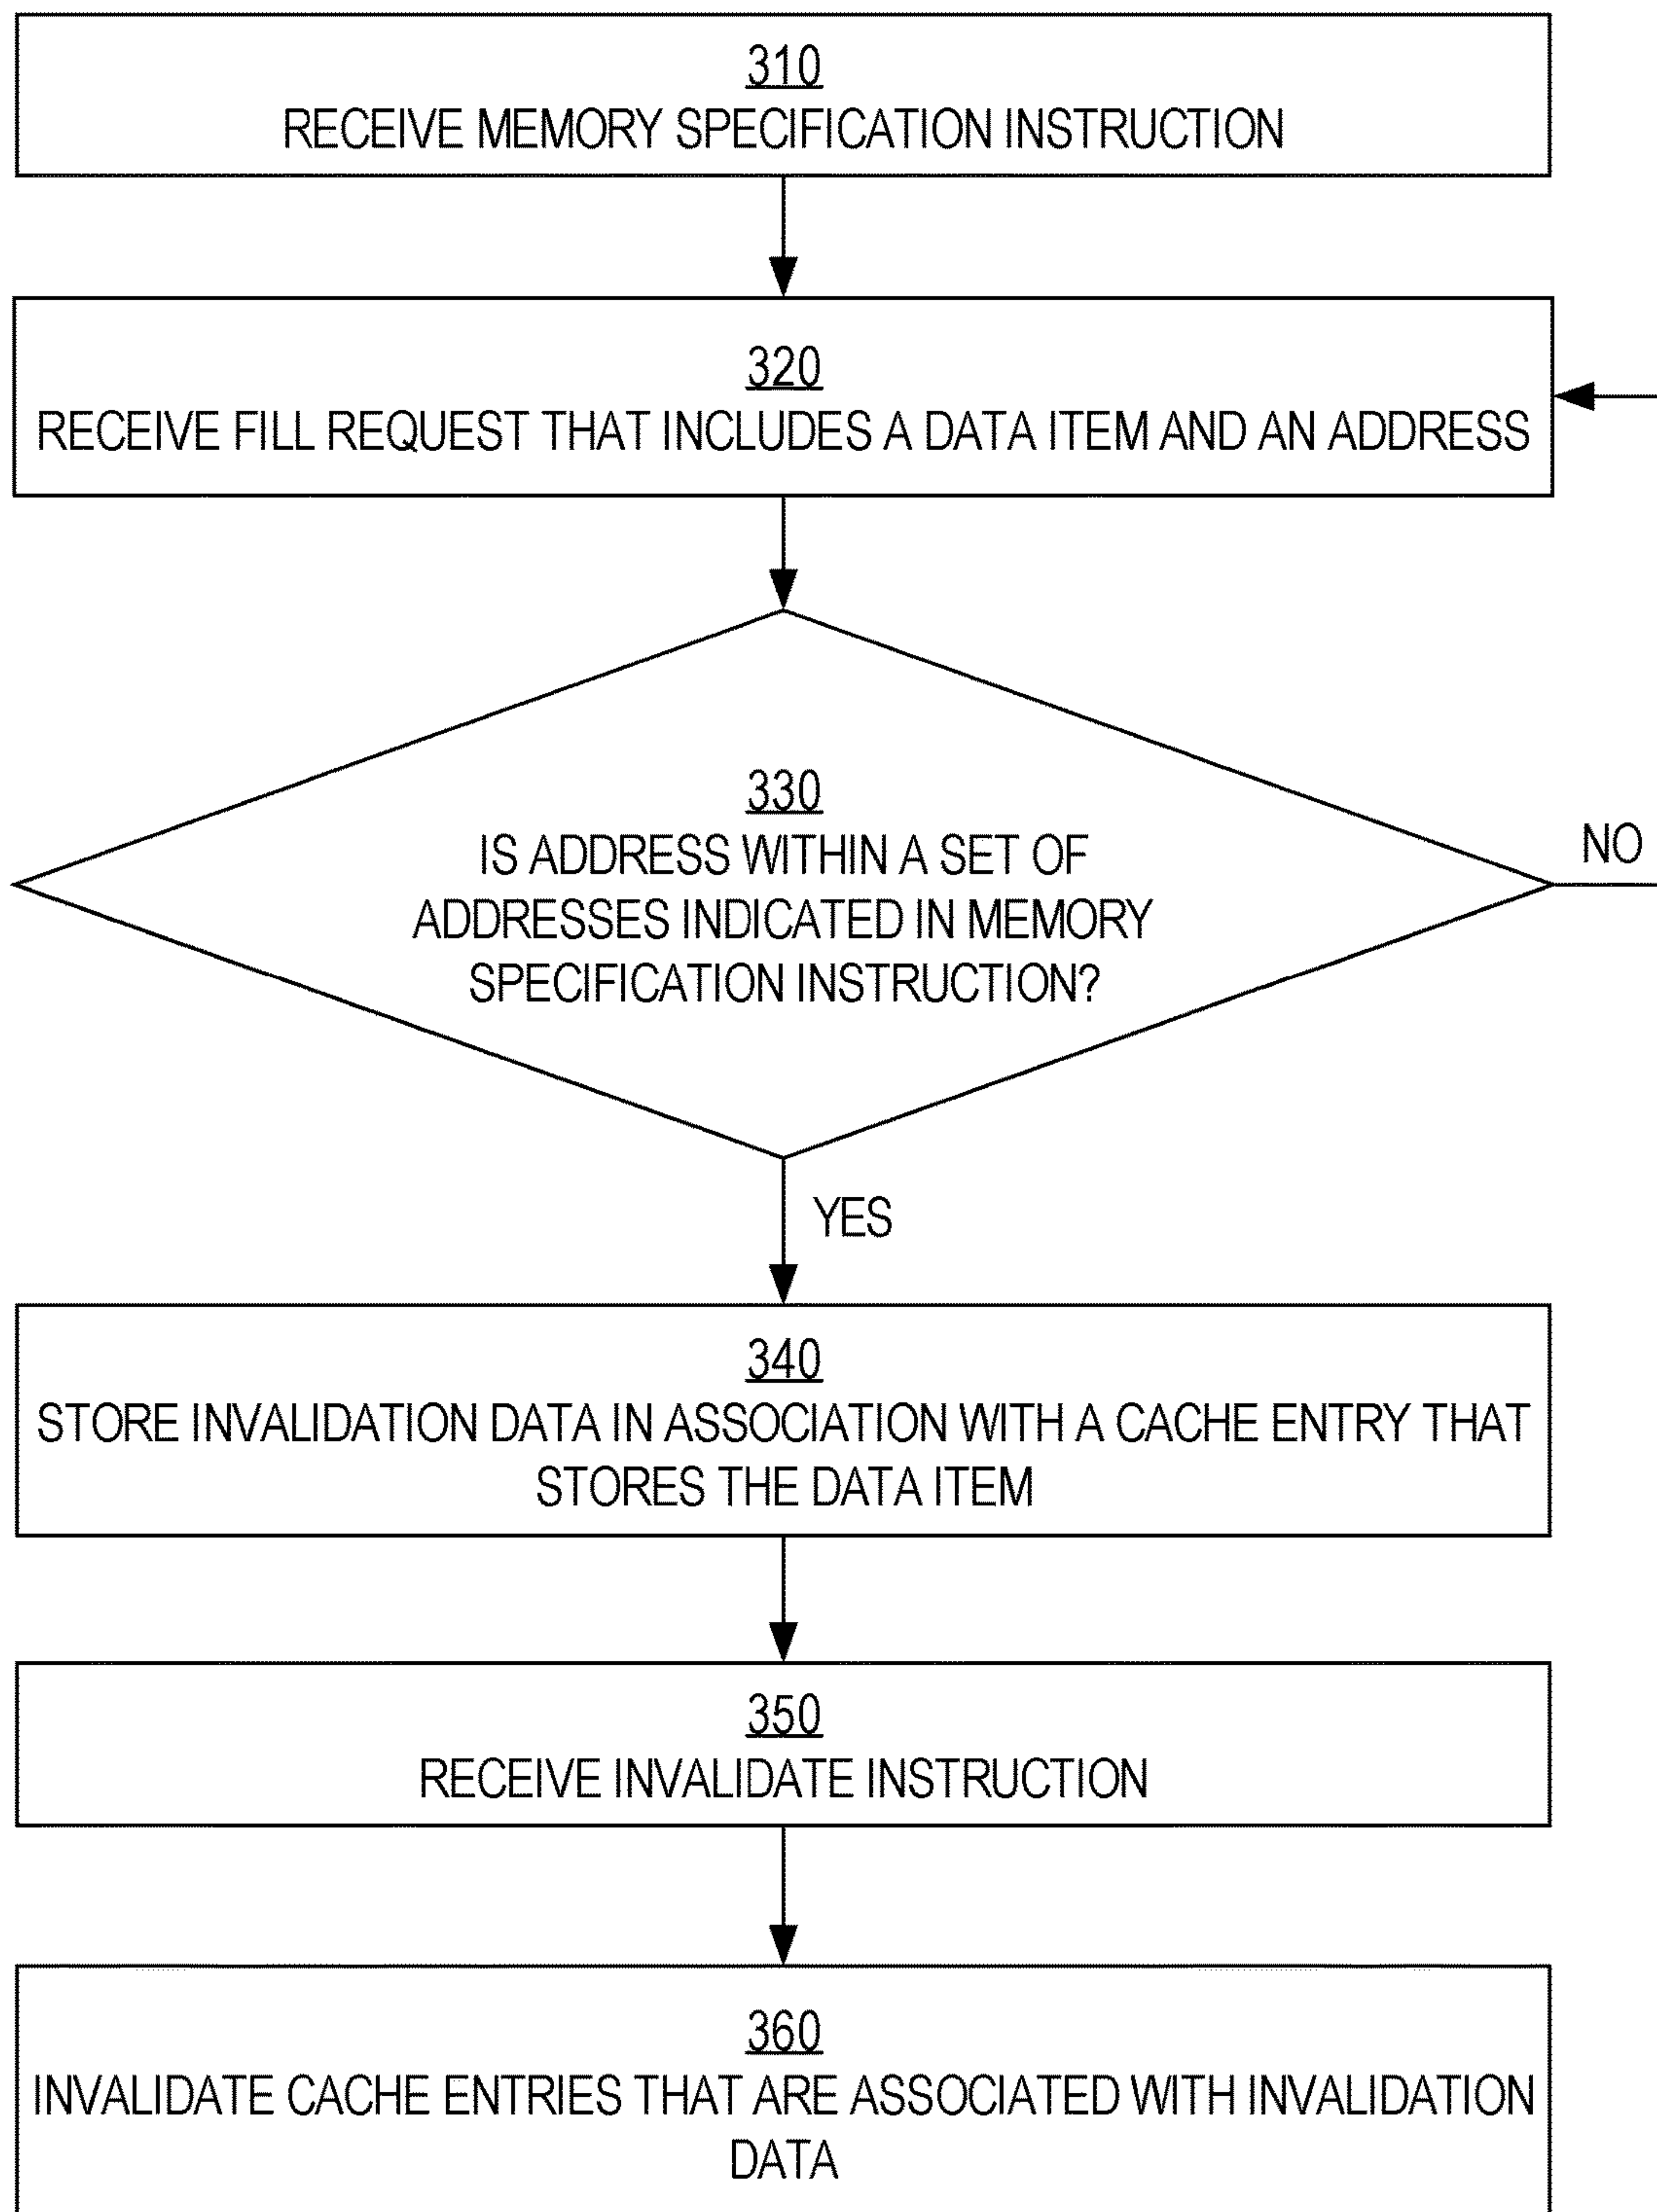 310
RECEIVE MEMORY SPECIFICATION INSTRUCTION
320
RECEIVE FILL REQUEST THAT INCLUDES A DATA ITEM AND AN ADDRESS
330
IS ADDRESS WITHIN A SET OF
ADDRESSES INDICATED IN MEMORY
SPECIFICATION INSTRUCTION?
NO
YES
340
STORE INVALIDATION DATA IN ASSOCIATION WITH A CACHE ENTRY THAT
STORES THE DATA ITEM
350
RECEIVE INVALIDATE INSTRUCTION
360
INVALIDATE CACHE ENTRIES THAT ARE ASSOCIATED WITH INVALIDATION
DATA